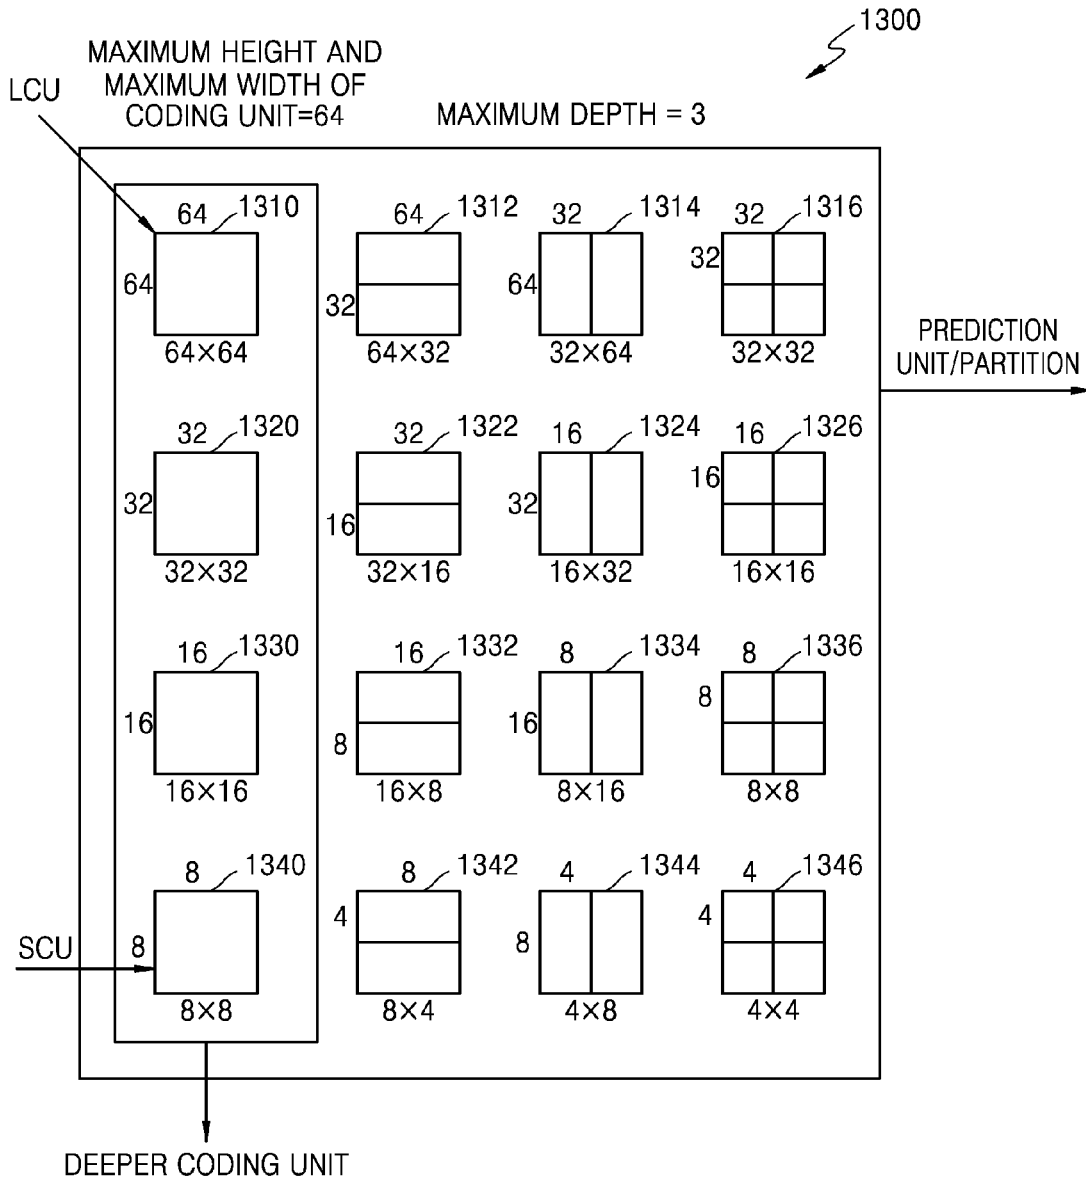 1300
MAXIMUM HEIGHT AND
MAXIMUM WIDTH OF
CODING UNIT=64
MAXIMUM DEPTH = 3
LCU
64 1310 64 1312 32 1314 32 1316
64 32 64 32
64×64 64×32 32×64 32×32
PREDICTION
UNIT/PARTITION
32 1320 32 1322 16 1324 16 1326
32 16 32 16
32×32 32×16 16×32 16×16
16 1330 16 1332 8 1334 8 1336
16 8 16 8
16×16 16×8 8×16 8×8
8 1340 8 1342 4 1344 4 1346
SCU 8 4 8 4
8×8 8×4 4×8 4×4
DEEPER CODING UNIT